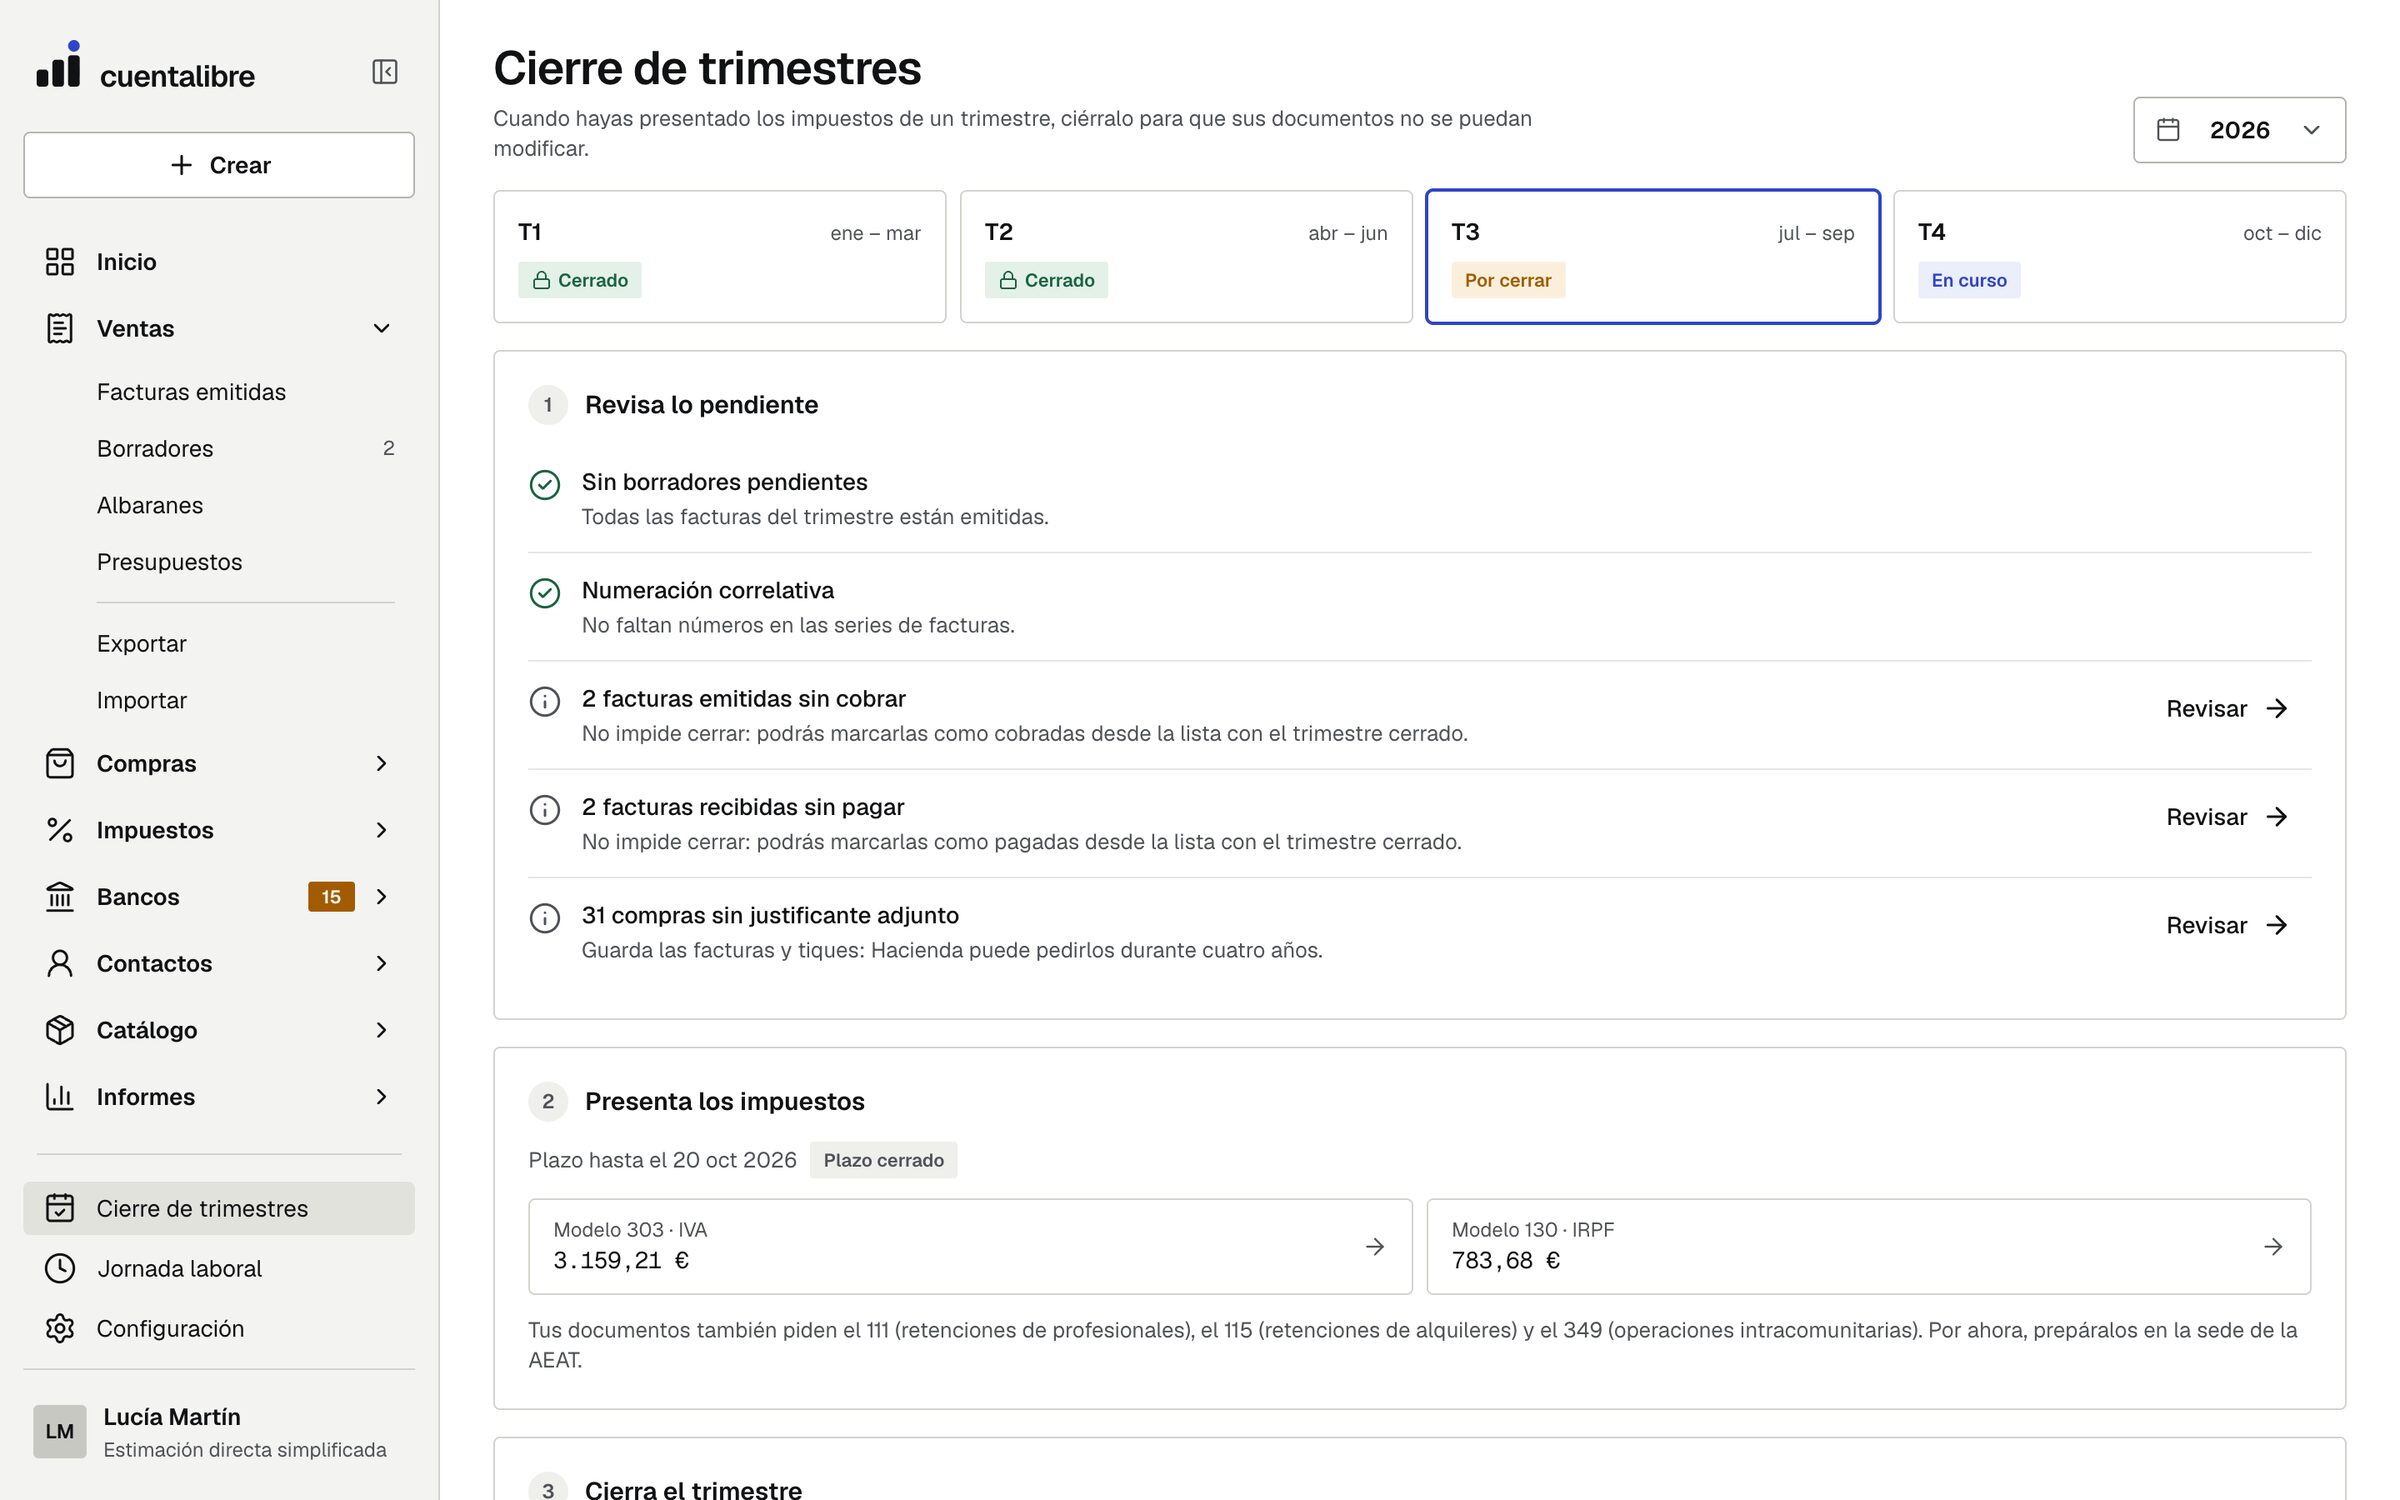 cuentalibre
Crear
Inicio
Ventas
Facturas emitidas
Borradores 2
Albaranes
Presupuestos
Exportar
Importar
Compras
Impuestos
Bancos 15
Contactos
Catálogo
Informes
Cierre de trimestres
Jornada laboral
Configuración
LM
Lucía Martín
Estimación directa simplificada
Cierre de trimestres
Cuando hayas presentado los impuestos de un trimestre, ciérralo para que sus documentos no se puedan
modificar.
2026
T1 ene – mar
Cerrado
T2 abr – jun
Cerrado
T3 jul – sep
Por cerrar
T4 oct – dic
En curso
1 Revisa lo pendiente
Sin borradores pendientes
Todas las facturas del trimestre están emitidas.
Numeración correlativa
No faltan números en las series de facturas.
2 facturas emitidas sin cobrar
No impide cerrar: podrás marcarlas como cobradas desde la lista con el trimestre cerrado.
Revisar
2 facturas recibidas sin pagar
No impide cerrar: podrás marcarlas como pagadas desde la lista con el trimestre cerrado.
Revisar
31 compras sin justificante adjunto
Guarda las facturas y tiques: Hacienda puede pedirlos durante cuatro años.
Revisar
2 Presenta los impuestos
Plazo hasta el 20 oct 2026 Plazo cerrado
Modelo 303 · IVA
3.159,21 €
Modelo 130 · IRPF
783,68 €
Tus documentos también piden el 111 (retenciones de profesionales), el 115 (retenciones de alquileres) y el 349 (operaciones intracomunitarias). Por ahora, prepáralos en la sede de la
AEAT.
3 Cierra el trimestre